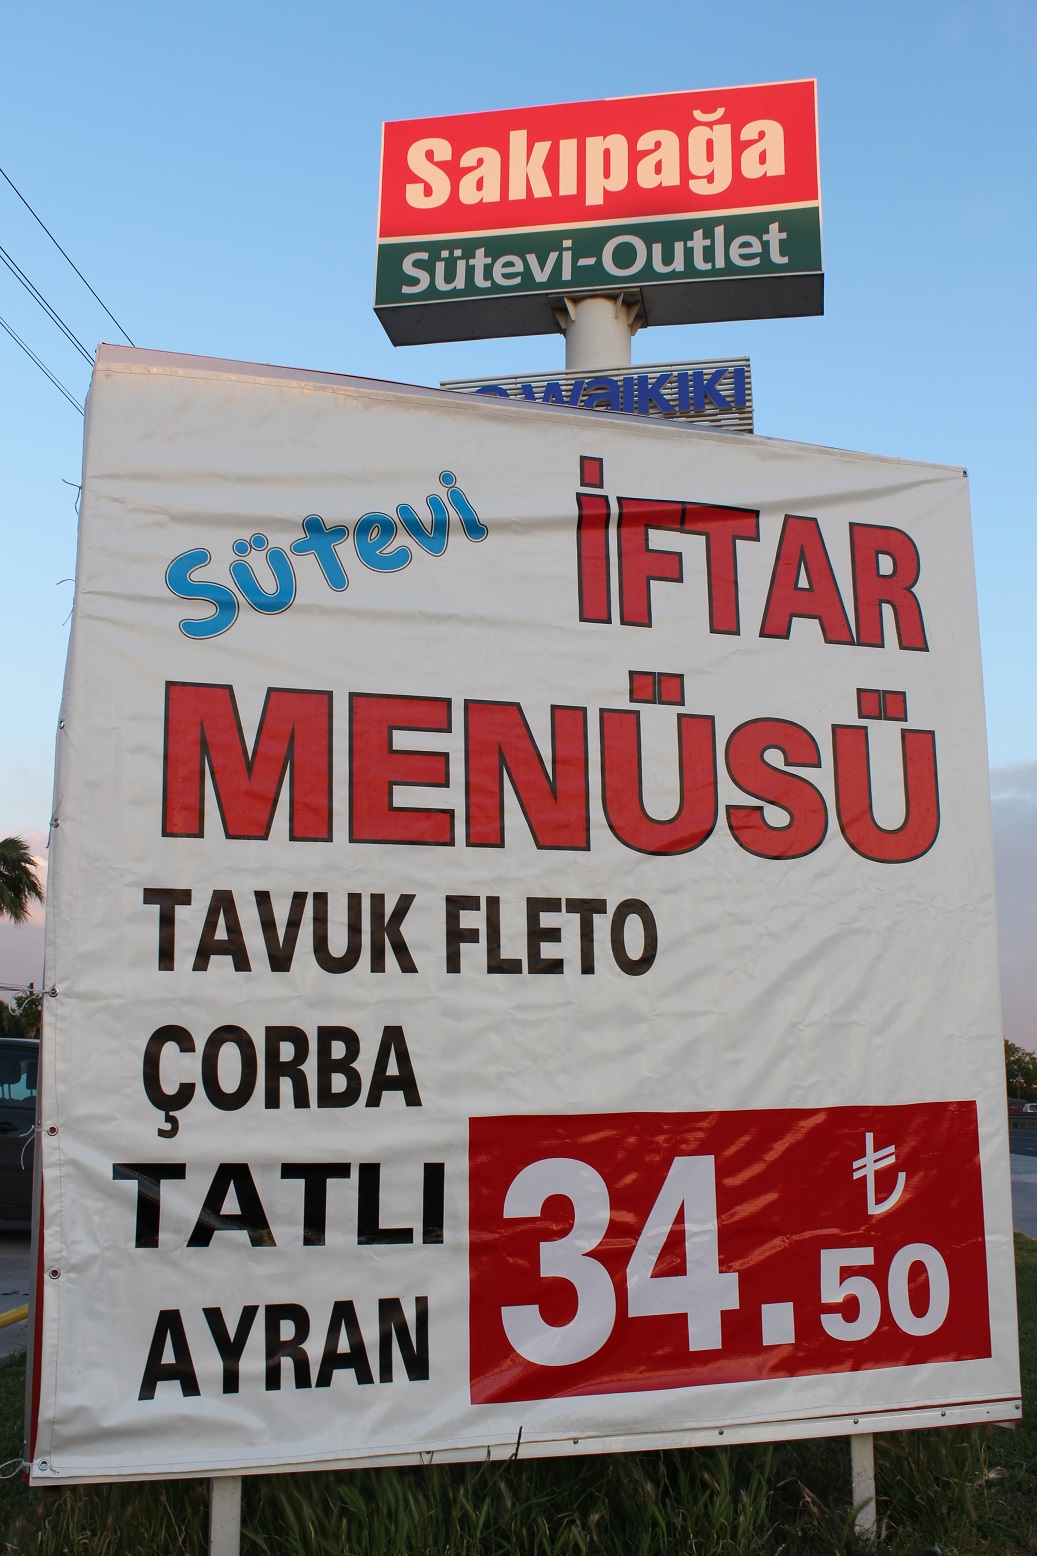 Sakıpağa
Sütevi-Outlet
waikiki
Sütevi
İFTAR
MENÜSÜ
TAVUK FLETO
ÇORBA
TATLI
AYRAN
34.50 ₺